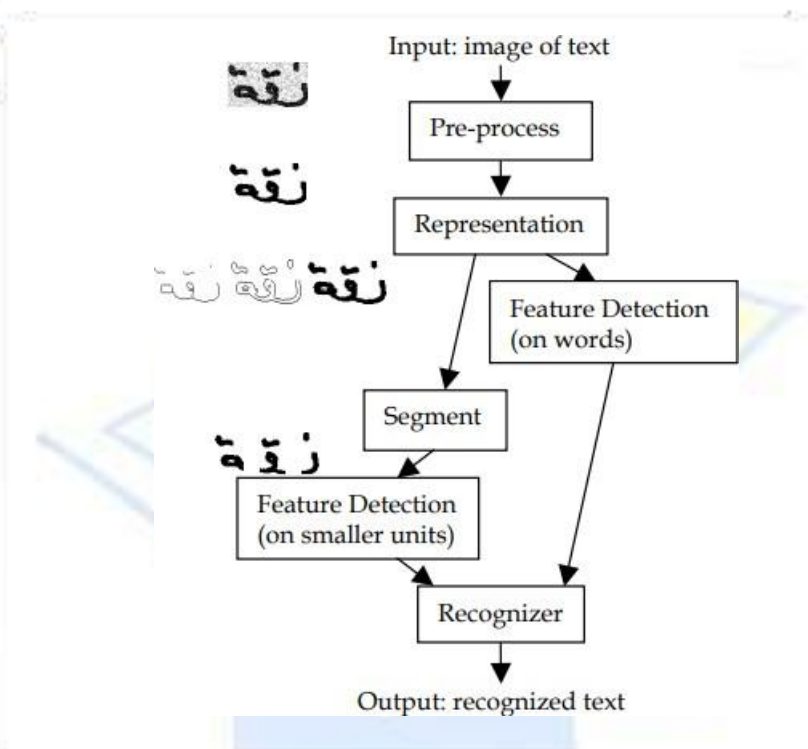 Input: image of text
Pre-process
Representation
Feature Detection
(on words)
Segment
Feature Detection
(on smaller units)
Recognizer
Output: recognized text